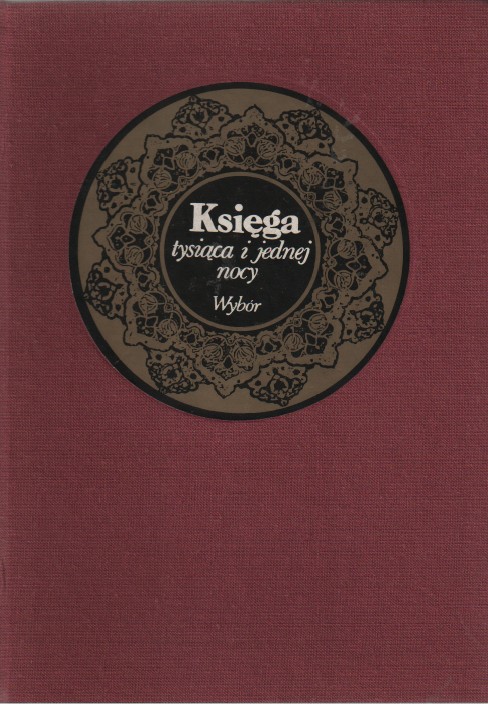 Księga
tysiąca i jednej
nocy
Wybór